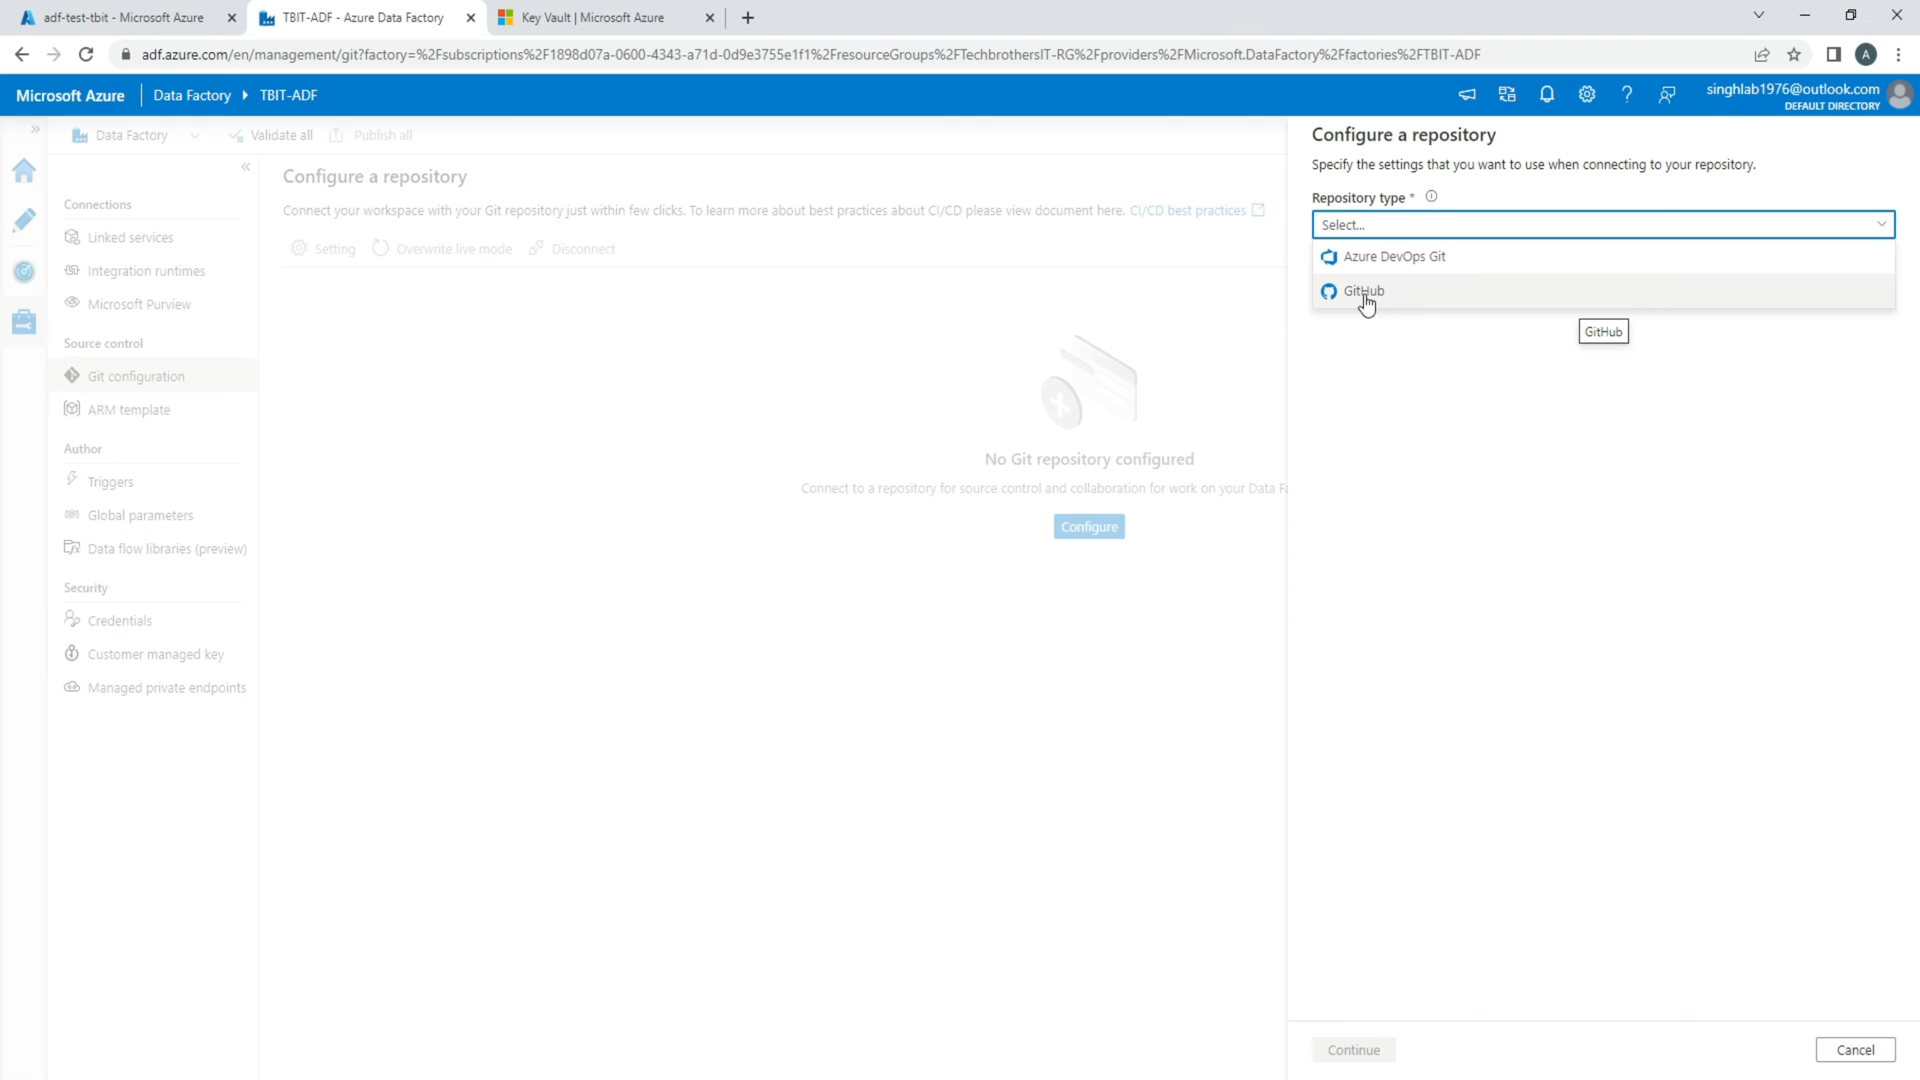 adf-test-tbit - Microsoft Azure
TBIT-ADF - Azure Data Factory
Key Vault | Microsoft Azure
adf.azure.com/en/management/git?factory=%2Fsubscriptions%2F1898d07a-0600-4343-a71d-0d9e3755e1f1%2FresourceGroups%2FTechbrothersIT-RG%2Fproviders%2FMicrosoft.DataFactory%2Ffactories%2FTBIT-ADF
A
Microsoft Azure
Data Factory
TBIT-ADF
singhlab1976@outlook.com
DEFAULT DIRECTORY
Data Factory
Validate all
Publish all
Connections
Linked services
Integration runtimes
Microsoft Purview
Source control
Git configuration
ARM template
Author
Triggers
Global parameters
Data flow libraries (preview)
Security
Credentials
Customer managed key
Managed private endpoints
Configure a repository
Connect your workspace with your Git repository just within few clicks. To learn more about best practices about CI/CD please view document here. CI/CD best practices
Setting
Overwrite live mode
Disconnect
No Git repository configured
Connect to a repository for source control and collaboration for work on your Data Fa
Configure
Configure a repository
Specify the settings that you want to use when connecting to your repository.
Repository type *
Select...
Azure DevOps Git
GitHub
GitHub
Continue
Cancel